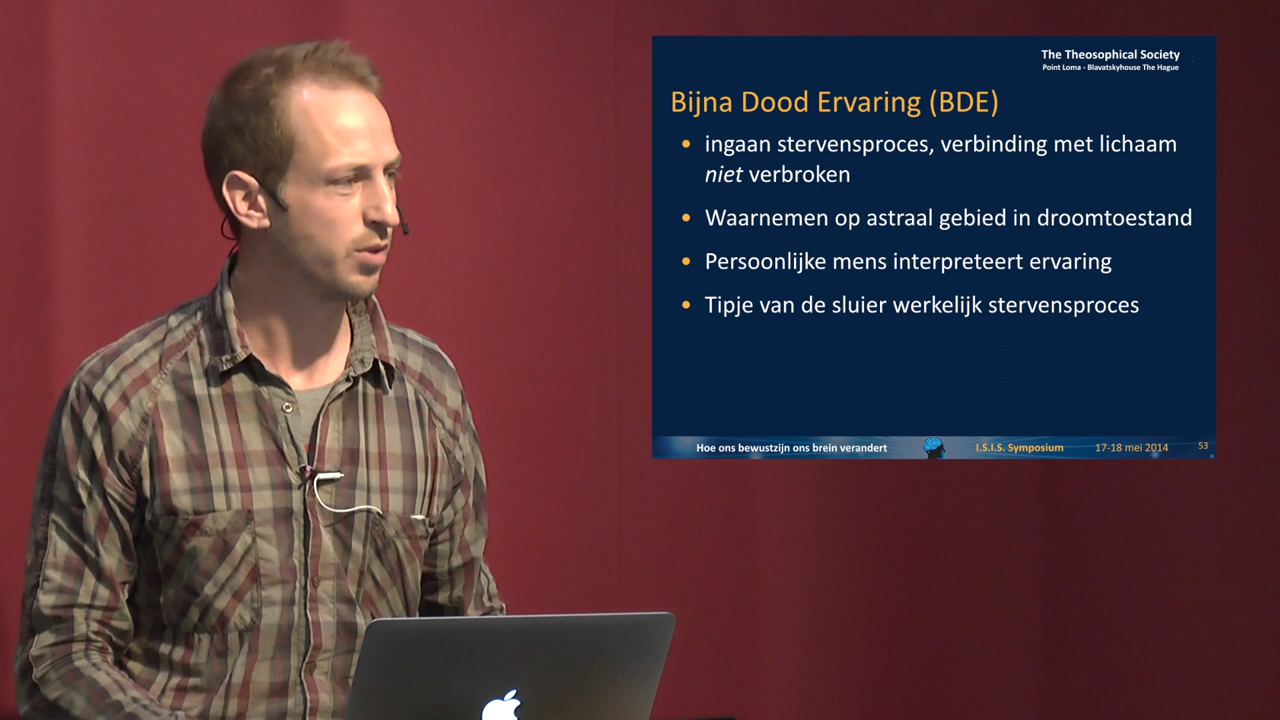 The Theosophical Society
Point Loma - Blavatskyhouse The Hague
Bijna Dood Ervaring (BDE)
• ingaan stervensproces, verbinding met lichaam
niet verbroken
• Waarnemen op astraal gebied in droomtoestand
• Persoonlijke mens interpreteert ervaring
• Tipje van de sluier werkelijk stervensproces
Hoe ons bewustzijn ons brein verandert I.S.I.S. Symposium 17-18 mei 2014 53